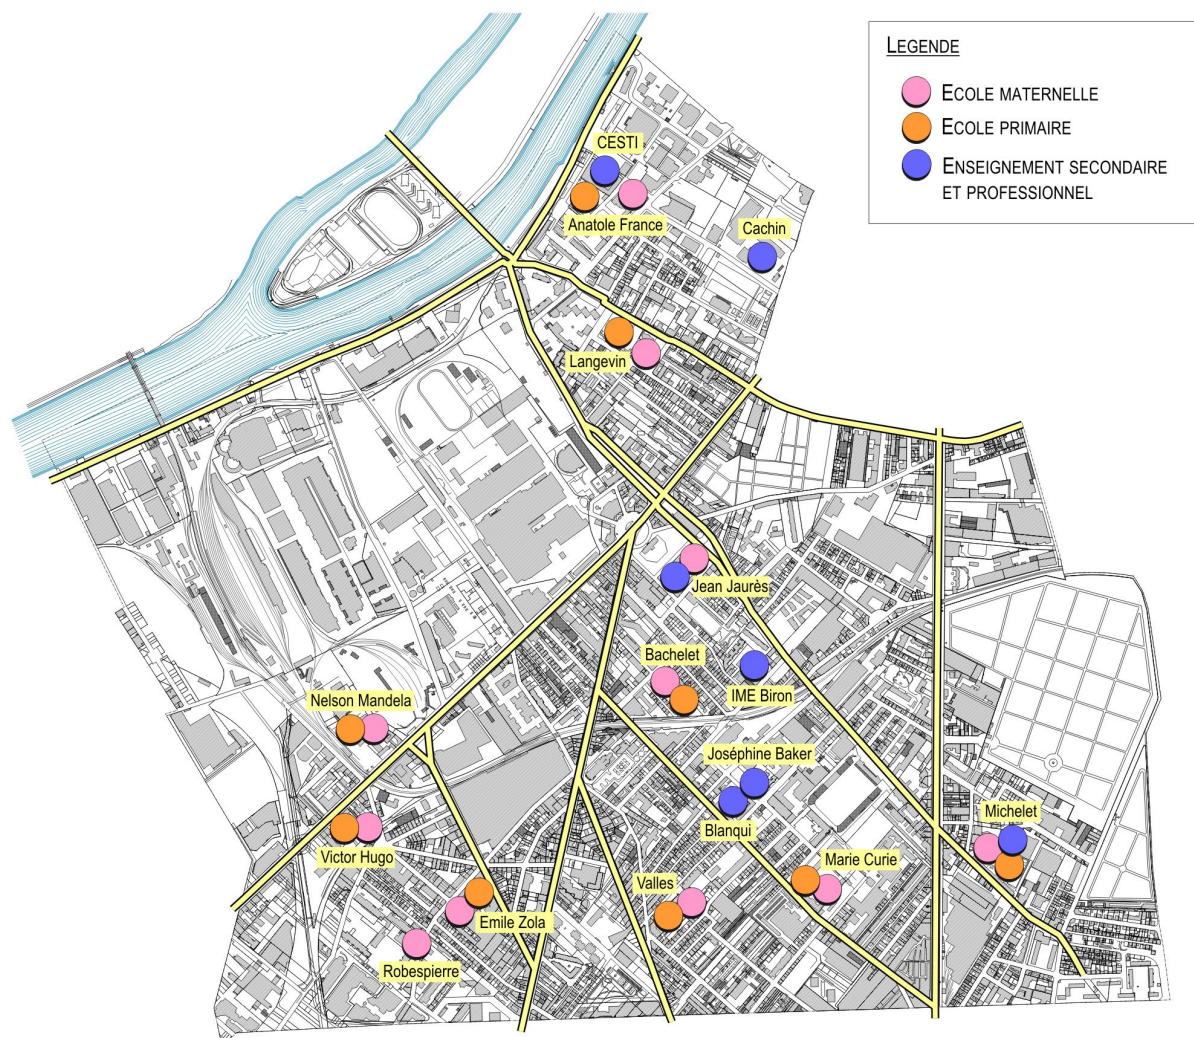 LEGENDE
ECOLE MATERNELLE
ECOLE PRIMAIRE
ENSEIGNEMENT SECONDAIRE
ET PROFESSIONNEL
CESTI
Anatole France
Cachin
Langevin
Jean Jaurès
Bachelet
IME Biron
Nelson Mandela
Joséphine Baker
Blanqui
Michelet
Victor Hugo
Marie Curie
Valles
Emile Zola
Robespierre